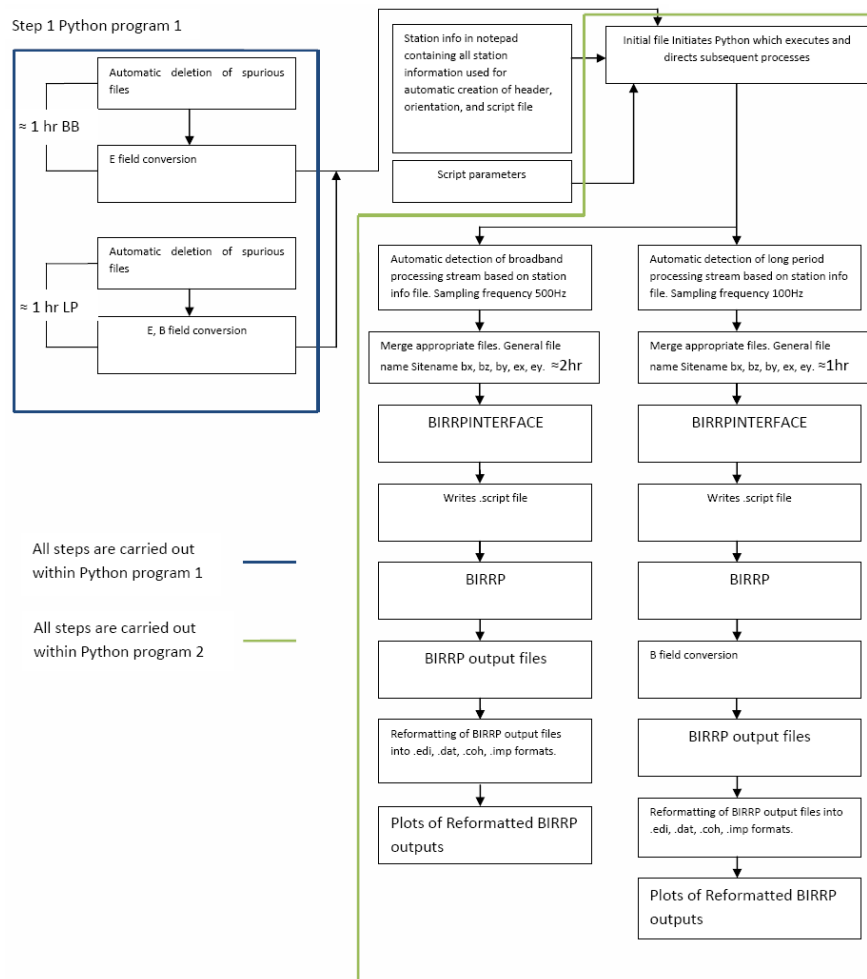 Step 1 Python program 1
Automatic deletion of spurious
files
≈ 1 hr BB
E field conversion
Automatic deletion of spurious
files
≈ 1 hr LP
E, B field conversion
Station info in notepad
containing all station
information used for
automatic creation of header,
orientation, and script file
Script parameters
Initial file Initiates Python which executes and
directs subsequent processes
Automatic detection of broadband
processing stream based on station
info file. Sampling frequency 500Hz
Merge appropriate files. General file
name Sitename bx, bz, by, ex, ey. ≈2hr
BIRRPINTERFACE
Writes .script file
BIRRP
BIRRP output files
Reformatting of BIRRP output files
into .edi, .dat, .coh, .imp formats.
Plots of Reformatted BIRRP
outputs
Automatic detection of long period
processing stream based on station info
file. Sampling frequency 100Hz
Merge appropriate files. General file
name Sitename bx, bz, by, ex, ey. ≈1hr
BIRRPINTERFACE
Writes .script file
BIRRP
B field conversion
BIRRP output files
Reformatting of BIRRP output files into
.edi, .dat, .coh, .imp formats.
Plots of Reformatted BIRRP
outputs
All steps are carried out
within Python program 1
All steps are carried out
within Python program 2